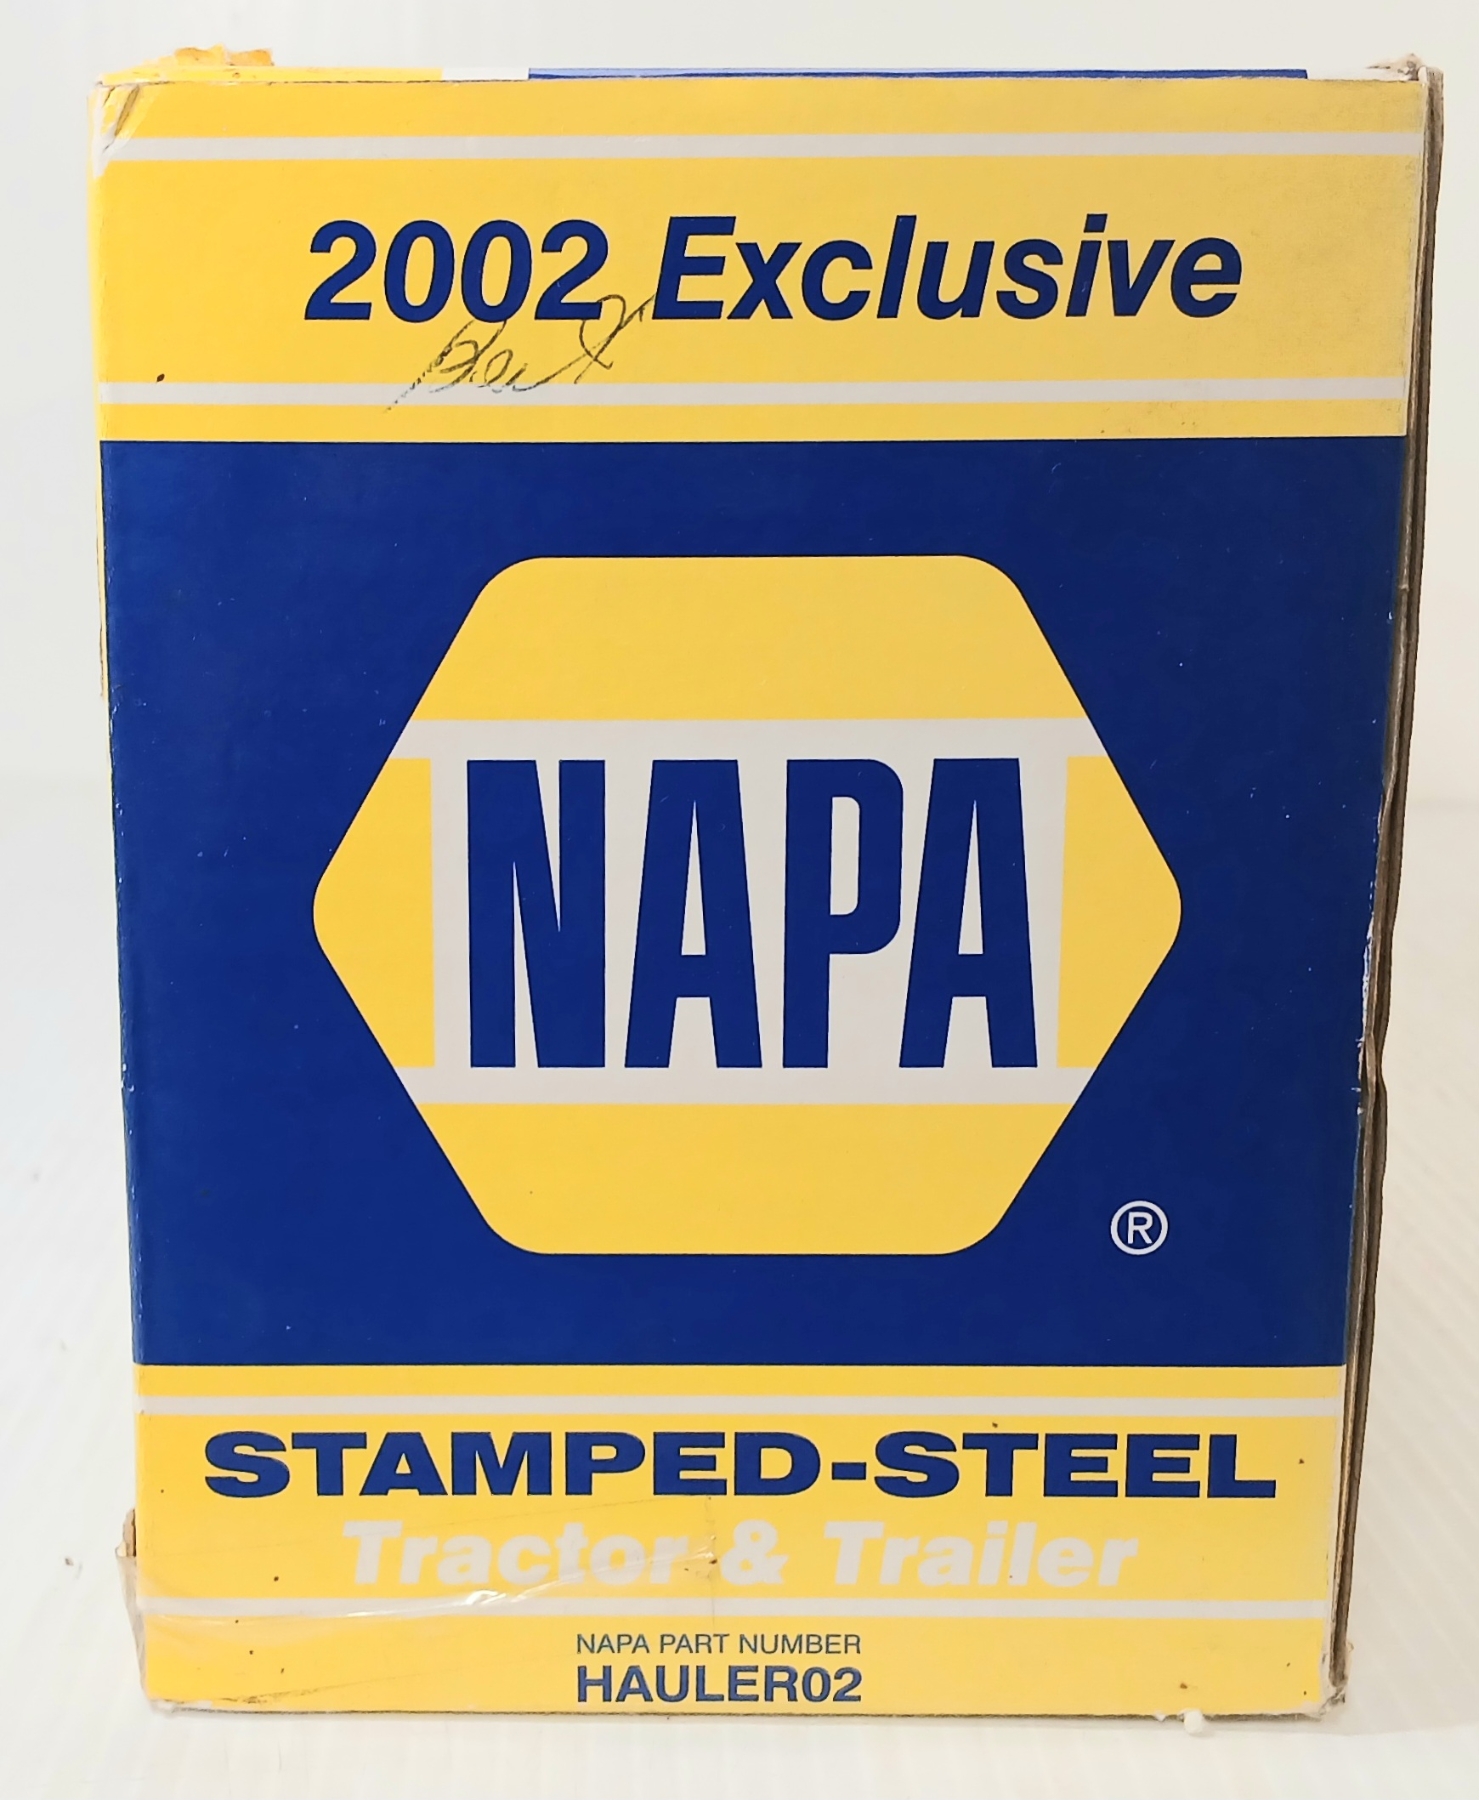 2002 Exclusive
NAPA
®
STAMPED-STEEL
Tractor & Trailer
NAPA PART NUMBER
HAULER02